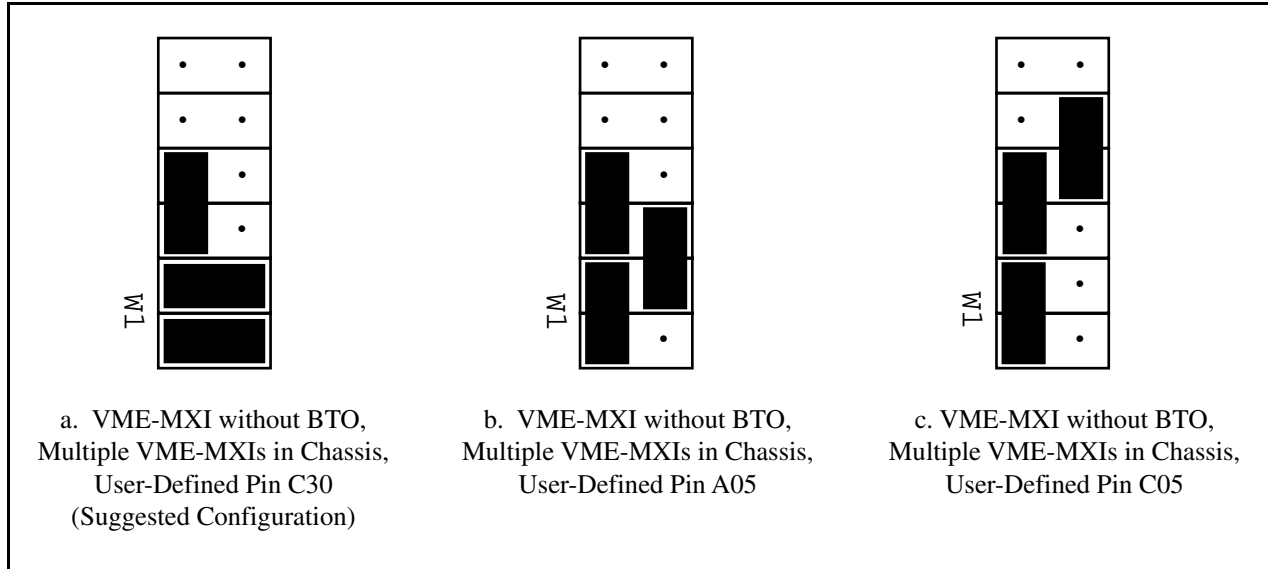 W1
W1
W1
a. VME-MXI without BTO,
Multiple VME-MXIs in Chassis,
User-Defined Pin C30
(Suggested Configuration)
b. VME-MXI without BTO,
Multiple VME-MXIs in Chassis,
User-Defined Pin A05
c. VME-MXI without BTO,
Multiple VME-MXIs in Chassis,
User-Defined Pin C05